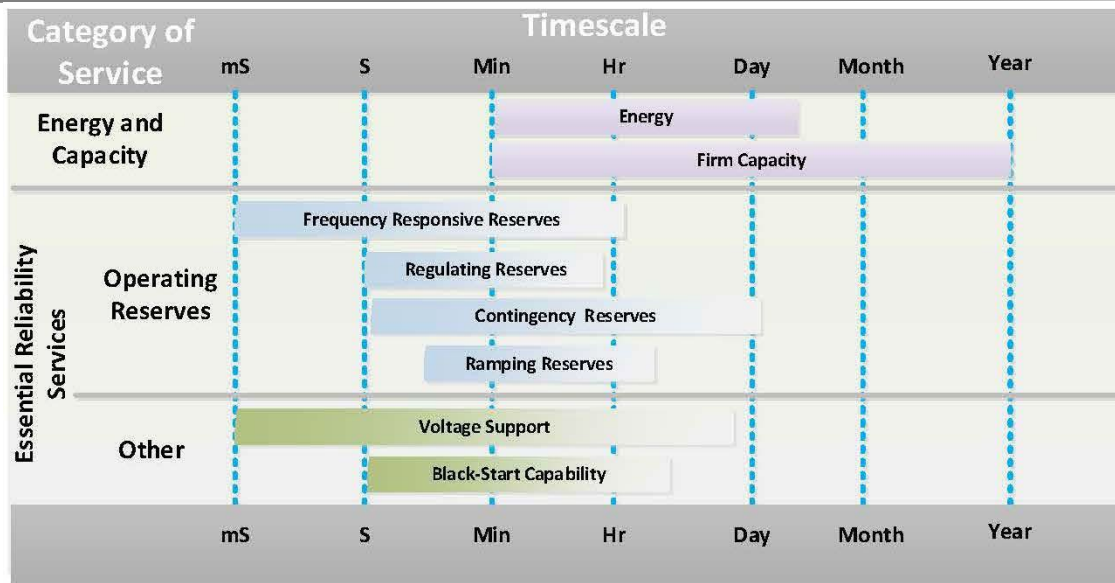 Category of
Service
Timescale
mS S Min Hr Day Month Year
Energy and
Capacity
Energy
Firm Capacity
Essential Reliability
Services
Operating
Reserves
Frequency Responsive Reserves
Regulating Reserves
Contingency Reserves
Ramping Reserves
Other
Voltage Support
Black-Start Capability
mS S Min Hr Day Month Year